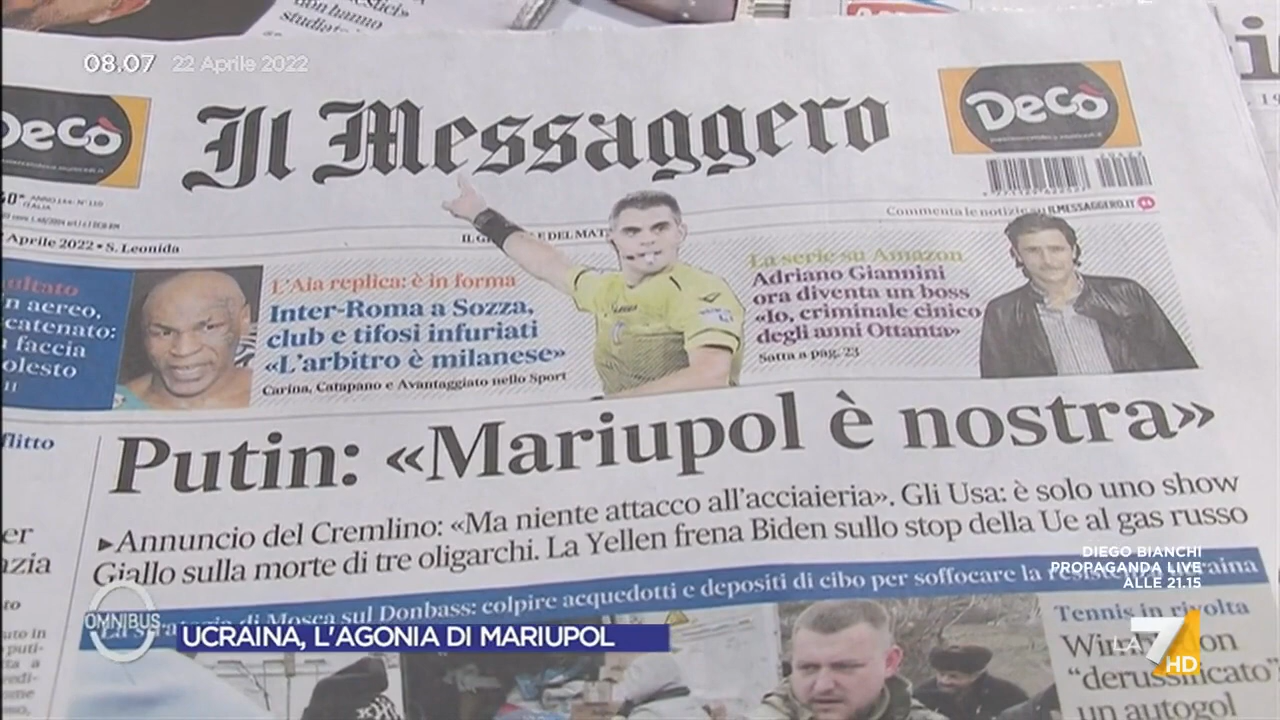 non hanno
08.07 22 Aprile 2022
DeCò
Il Messaggero
DeCò
ITALIA
Aprile 2022 • S. Leonida
Commenta le notizie su ILMESSAGGERO.IT
n aereo,
catenato:
faccia
olesto
L'Aia replica: è in forma
Inter-Roma a Sozza,
club e tifosi infuriati
«L'arbitro è milanese»
Carina, Catapano e Avantaggiato nello Sport
La serie su Amazon
Adriano Giannini
ora diventa un boss
«Io, criminale cinico
degli anni Ottanta»
Satta a pag. 23
flitto
Putin: «Mariupol è nostra»
▸Annuncio del Cremlino: «Ma niente attacco all'acciaieria». Gli Usa: è solo uno show
Giallo sulla morte di tre oligarchi. La Yellen frena Biden sullo stop della Ue al gas russo
di Mosca sul Donbass: colpire acquedotti e depositi di cibo per soffocare la
DIEGO BIANCHI
PROPAGANDA LIVE
ALLE 21.15
OMNIBUS
UCRAINA, L'AGONIA DI MARIUPOL
Tennis in rivolta
"derussificato"
un autogol
LA7 HD